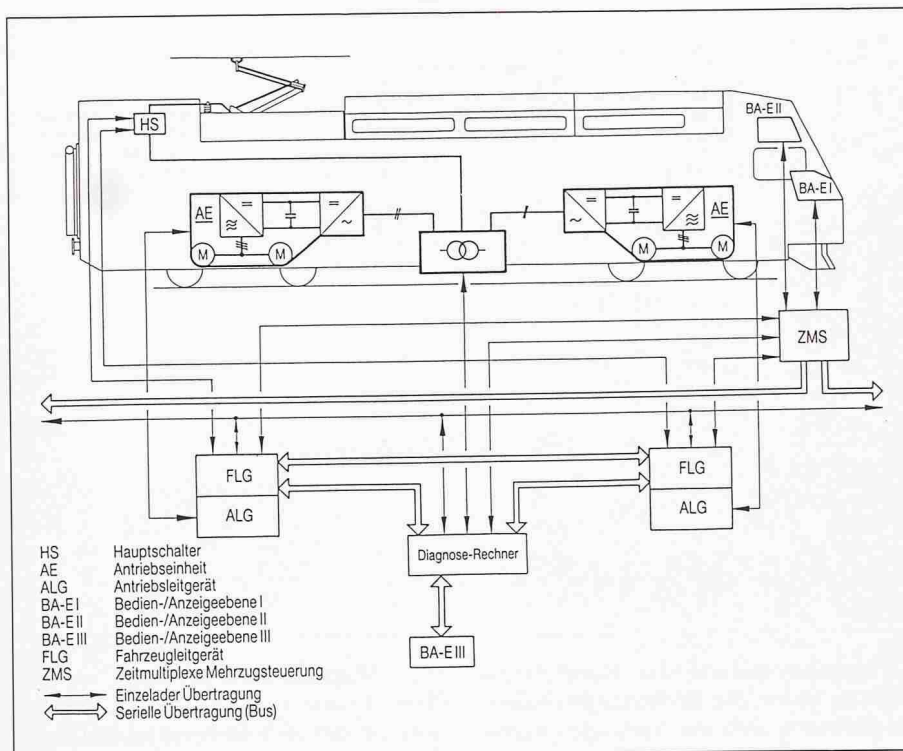 BA-E II
HS
BA-E I
AE
AE
M
M
M
M
ZMS
FLG
ALG
FLG
ALG
Diagnose-Rechner
BA-E III
HS Hauptschalter
AE Antriebseinheit
ALG Antriebsleitgerät
BA-E I Bedien-/Anzeigeebene I
BA-E II Bedien-/Anzeigeebene II
BA-E III Bedien-/Anzeigeebene III
FLG Fahrzeugleitgerät
ZMS Zeitmultiplexe Mehrzugsteuerung
Einzelader Übertragung
Serielle Übertragung (Bus)